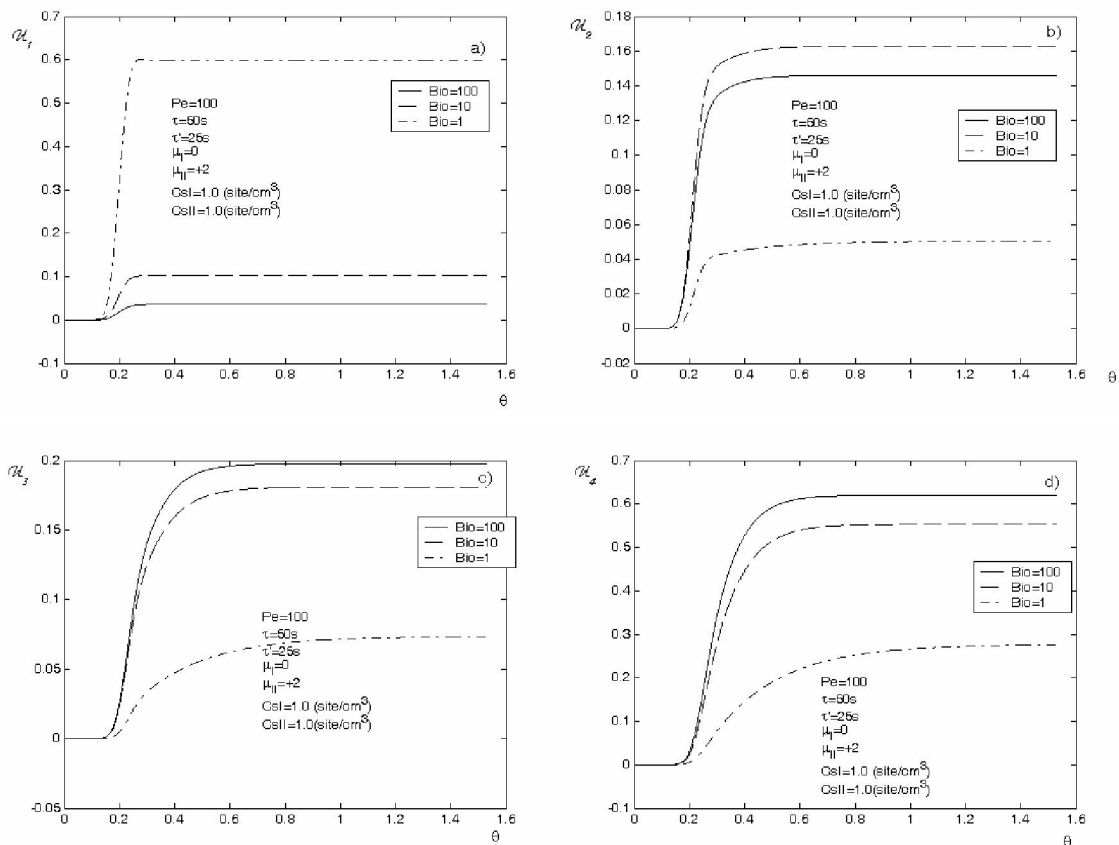 𝒰1
a)
0.7
0.6
0.5
0.4
0.3
0.2
0.1
0
-0.1
0 0.2 0.4 0.6 0.8 1 1.2 1.4 1.6
θ
Pe=100
τ=50s
τ'=25s
μI=0
μII=+2
CsI=1.0 (site/cm3)
CsII=1.0(site/cm3)
Bio=100
Bio=10
Bio=1
𝒰2
b)
0.18
0.16
0.14
0.12
0.1
0.08
0.06
0.04
0.02
0
-0.02
0 0.2 0.4 0.6 0.8 1 1.2 1.4 1.6
θ
Pe=100
τ=50s
τ'=25s
μI=0
μII=+2
CsI=1.0 (site/cm3)
CsII=1.0(site/cm3)
Bio=100
Bio=10
Bio=1
𝒰3
c)
0.2
0.15
0.1
0.05
0
-0.05
0 0.2 0.4 0.6 0.8 1 1.2 1.4 1.6
θ
Bio=100
Bio=10
Bio=1
Pe=100
τ=50s
τ'=25s
μI=0
μII=+2
CsI=1.0 (site/cm3)
CsII=1.0(site/cm3)
𝒰4
d)
0.7
0.6
0.5
0.4
0.3
0.2
0.1
0
-0.1
0 0.2 0.4 0.6 0.8 1 1.2 1.4 1.6
θ
Bio=100
Bio=10
Bio=1
Pe=100
τ=50s
τ'=25s
μI=0
μII=+2
CsI=1.0 (site/cm3)
CsII=1.0(site/cm3)